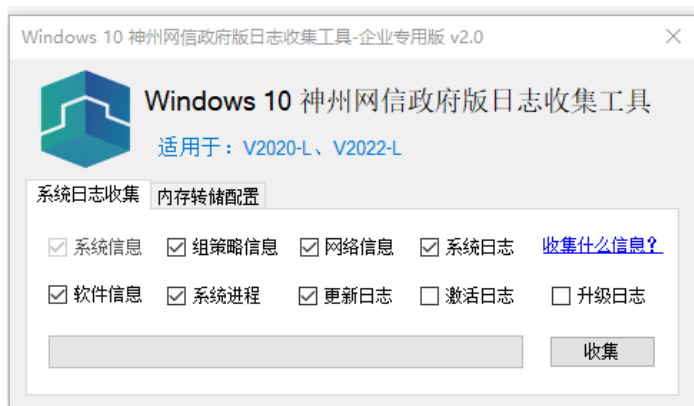 Windows 10 神州网信政府版日志收集工具-企业专用版 v2.0
Windows 10 神州网信政府版日志收集工具
适用于：V2020-L、V2022-L
系统日志收集 内存转储配置
系统信息 组策略信息 网络信息 系统日志 收集什么信息？
软件信息 系统进程 更新日志 激活日志 升级日志
收集